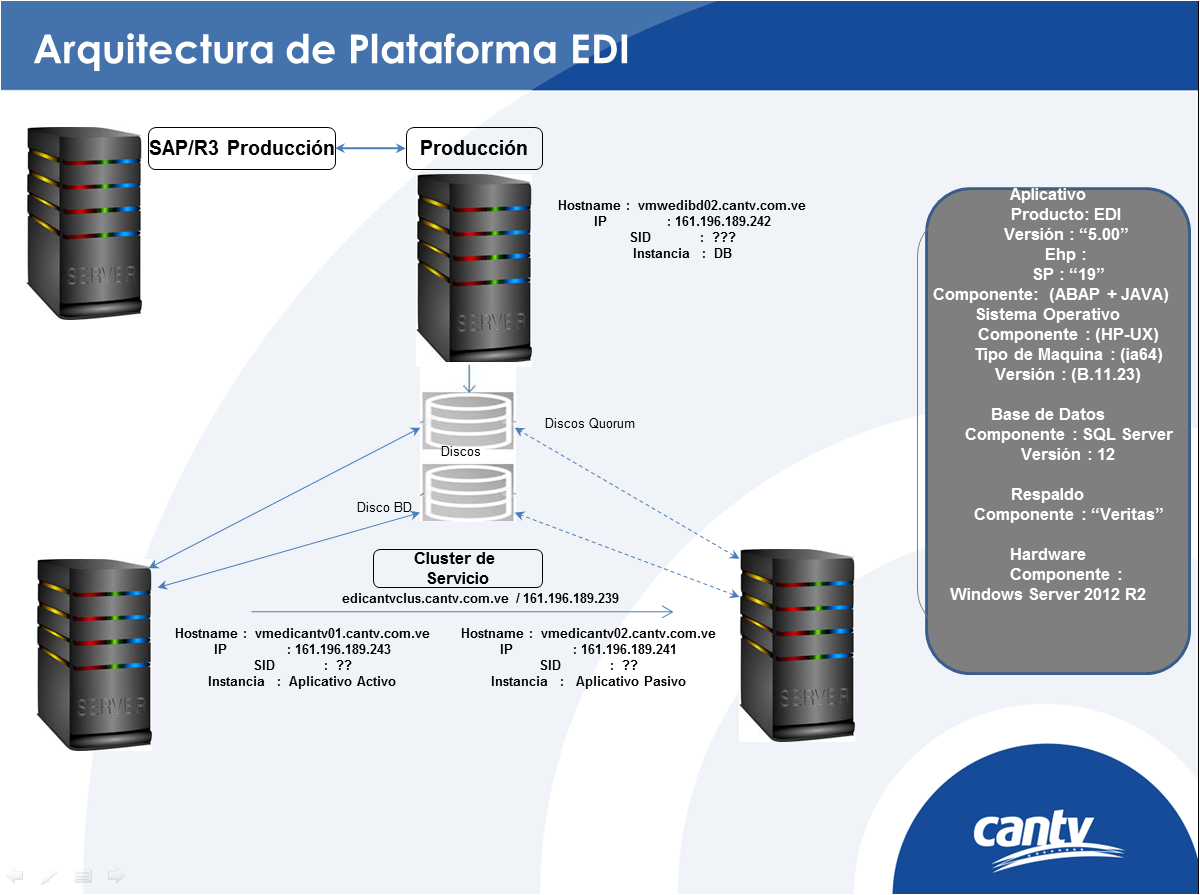 Arquitectura de Plataforma EDI
SAP/R3 Producción
Producción
Hostname : vmwedibd02.cantv.com.ve
IP : 161.196.189.242
SID : ???
Instancia : DB
SERVER
SERVER
Discos Quorum
Discos
Disco BD
Cluster de
Servicio
edicantvclus.cantv.com.ve / 161.196.189.239
Hostname : vmedicantv01.cantv.com.ve
IP : 161.196.189.243
SID : ??
Instancia : Aplicativo Activo
Hostname : vmedicantv02.cantv.com.ve
IP : 161.196.189.241
SID : ??
Instancia : Aplicativo Pasivo
SERVER
SERVER
Aplicativo
Producto: EDI
Versión : “5.00”
Ehp :
SP : “19”
Componente: (ABAP + JAVA)
Sistema Operativo
Componente : (HP-UX)
Tipo de Maquina : (ia64)
Versión : (B.11.23)
Base de Datos
Componente : SQL Server
Versión : 12
Respaldo
Componente : “Veritas”
Hardware
Componente :
Windows Server 2012 R2
cantv